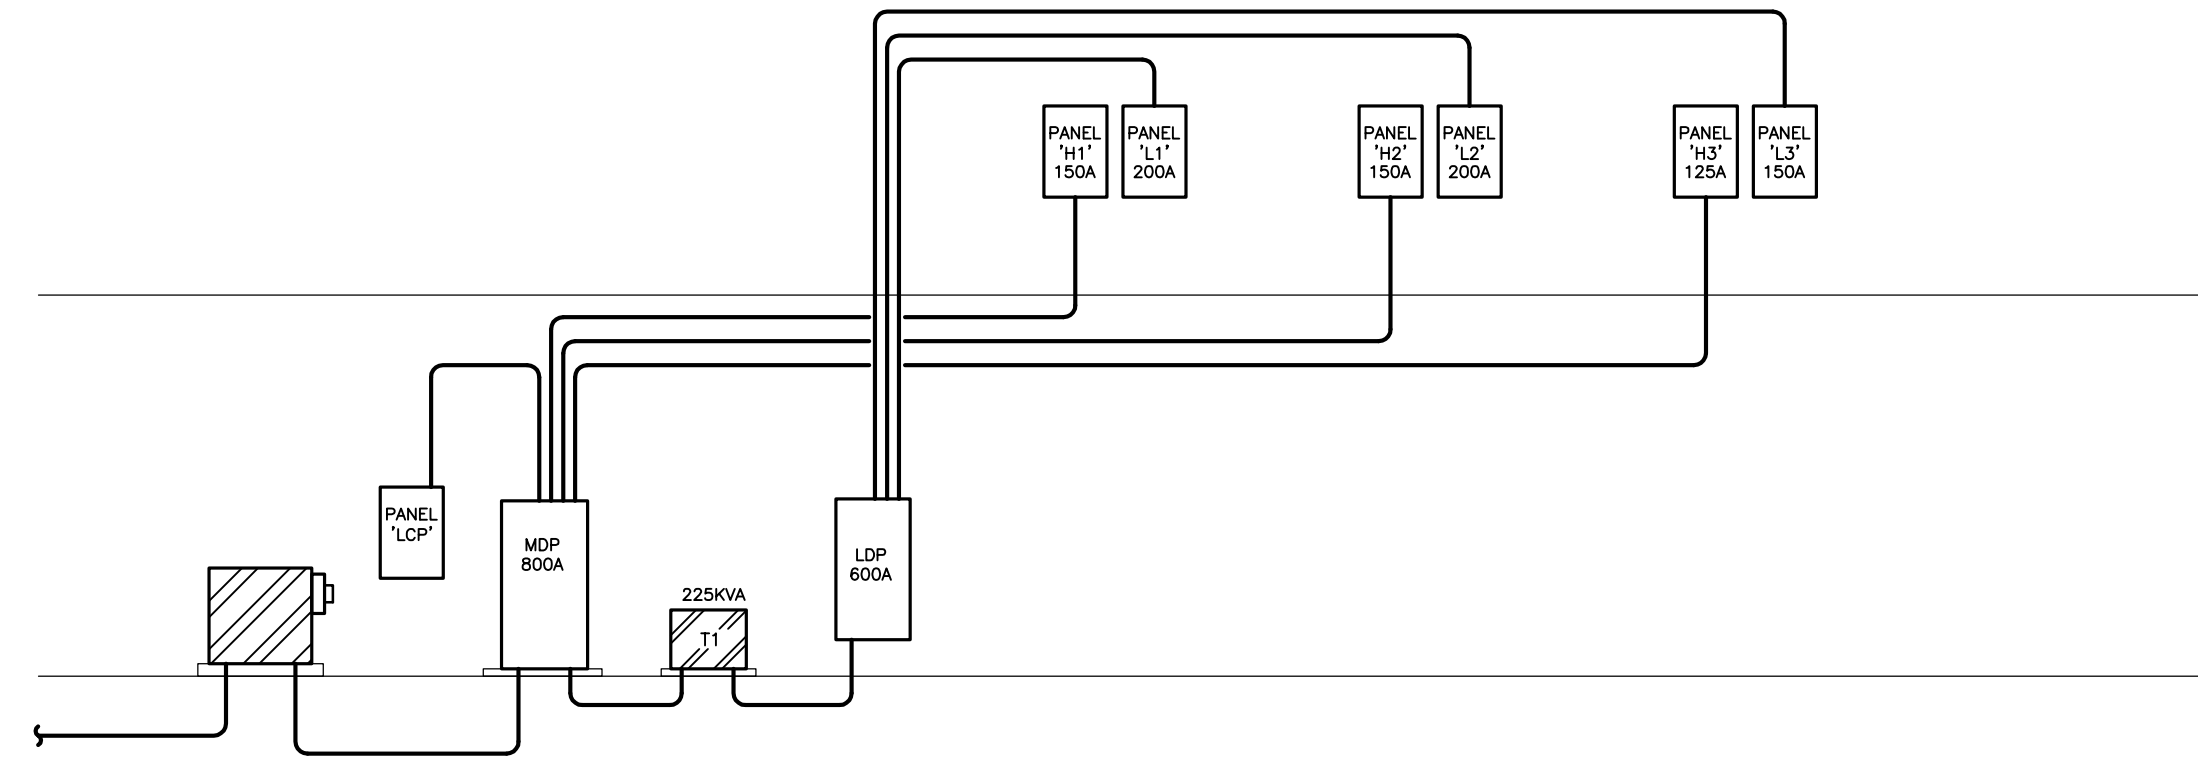 PANEL
'H1'
150A
PANEL
'L1'
200A
PANEL
'H2'
150A
PANEL
'L2'
200A
PANEL
'H3'
125A
PANEL
'L3'
150A
PANEL
'LCP'
MDP
800A
225KVA
T1
LDP
600A